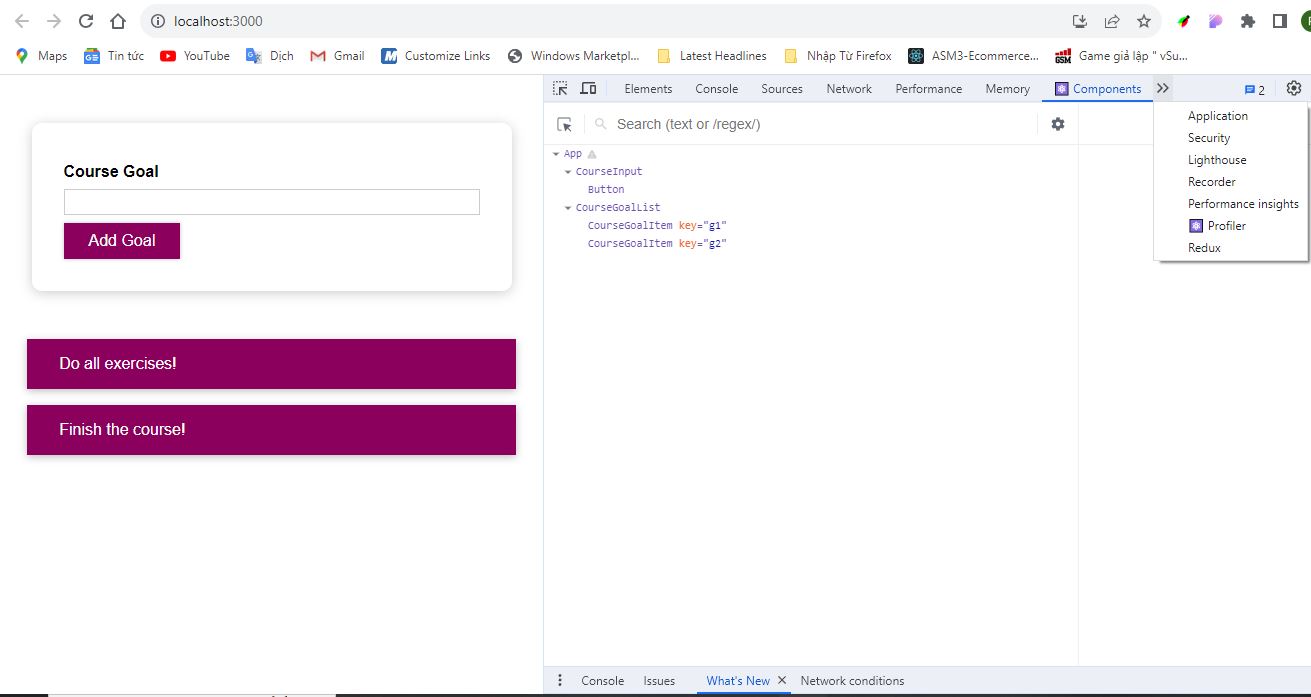 localhost:3000
Maps Tin tức YouTube Dịch Gmail Customize Links Windows Marketpl... Latest Headlines Nhập Từ Firefox ASM3-Ecommerce... Game giả lập " vSu...
Elements Console Sources Network Performance Memory Components 2
Search (text or /regex/)
Application
Security
Lighthouse
Recorder
Performance insights
Profiler
Redux
App
CourseInput
Button
CourseGoalList
CourseGoalItem key="g1"
CourseGoalItem key="g2"
Course Goal
Add Goal
Do all exercises!
Finish the course!
Console Issues What's New Network conditions